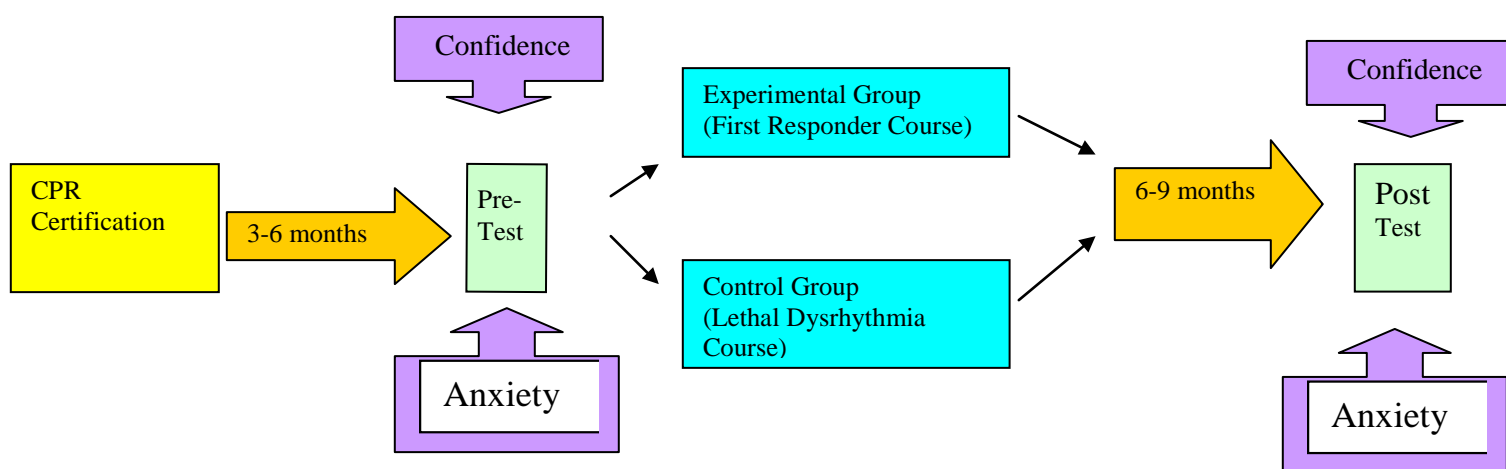 CPR
Certification
3-6 months
Confidence
Pre-
Test
Anxiety
Experimental Group
(First Responder Course)
Control Group
(Lethal Dysrhythmia
Course)
6-9 months
Confidence
Post
Test
Anxiety